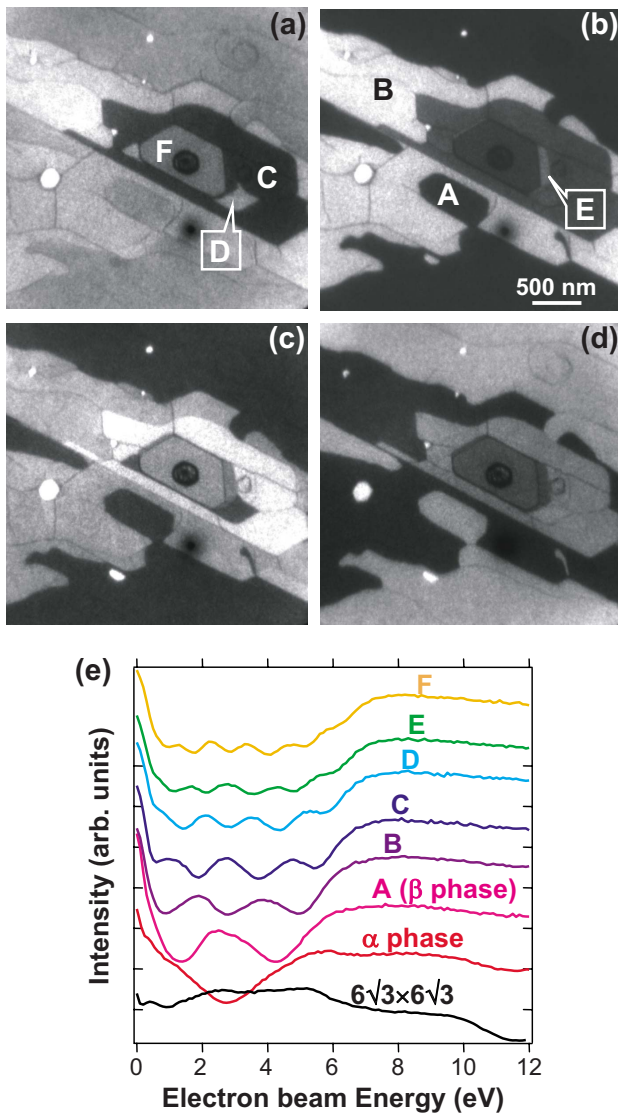 (a)
(b)
B
F
C
A
E
D
500 nm
(c)
(d)
(e)
F
E
D
C
B
A (β phase)
α phase
6√3×6√3
Intensity (arb. units)
0 2 4 6 8 10 12
Electron beam Energy (eV)